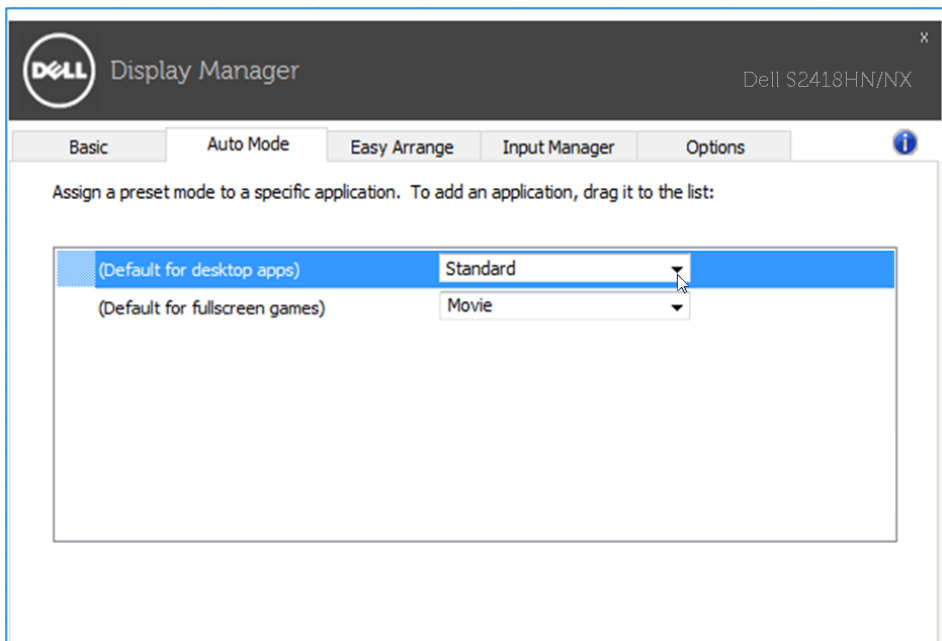 x
DELL Display Manager
Dell S2418HN/NX
Basic Auto Mode Easy Arrange Input Manager Options i
Assign a preset mode to a specific application. To add an application, drag it to the list:
(Default for desktop apps) Standard
(Default for fullscreen games) Movie